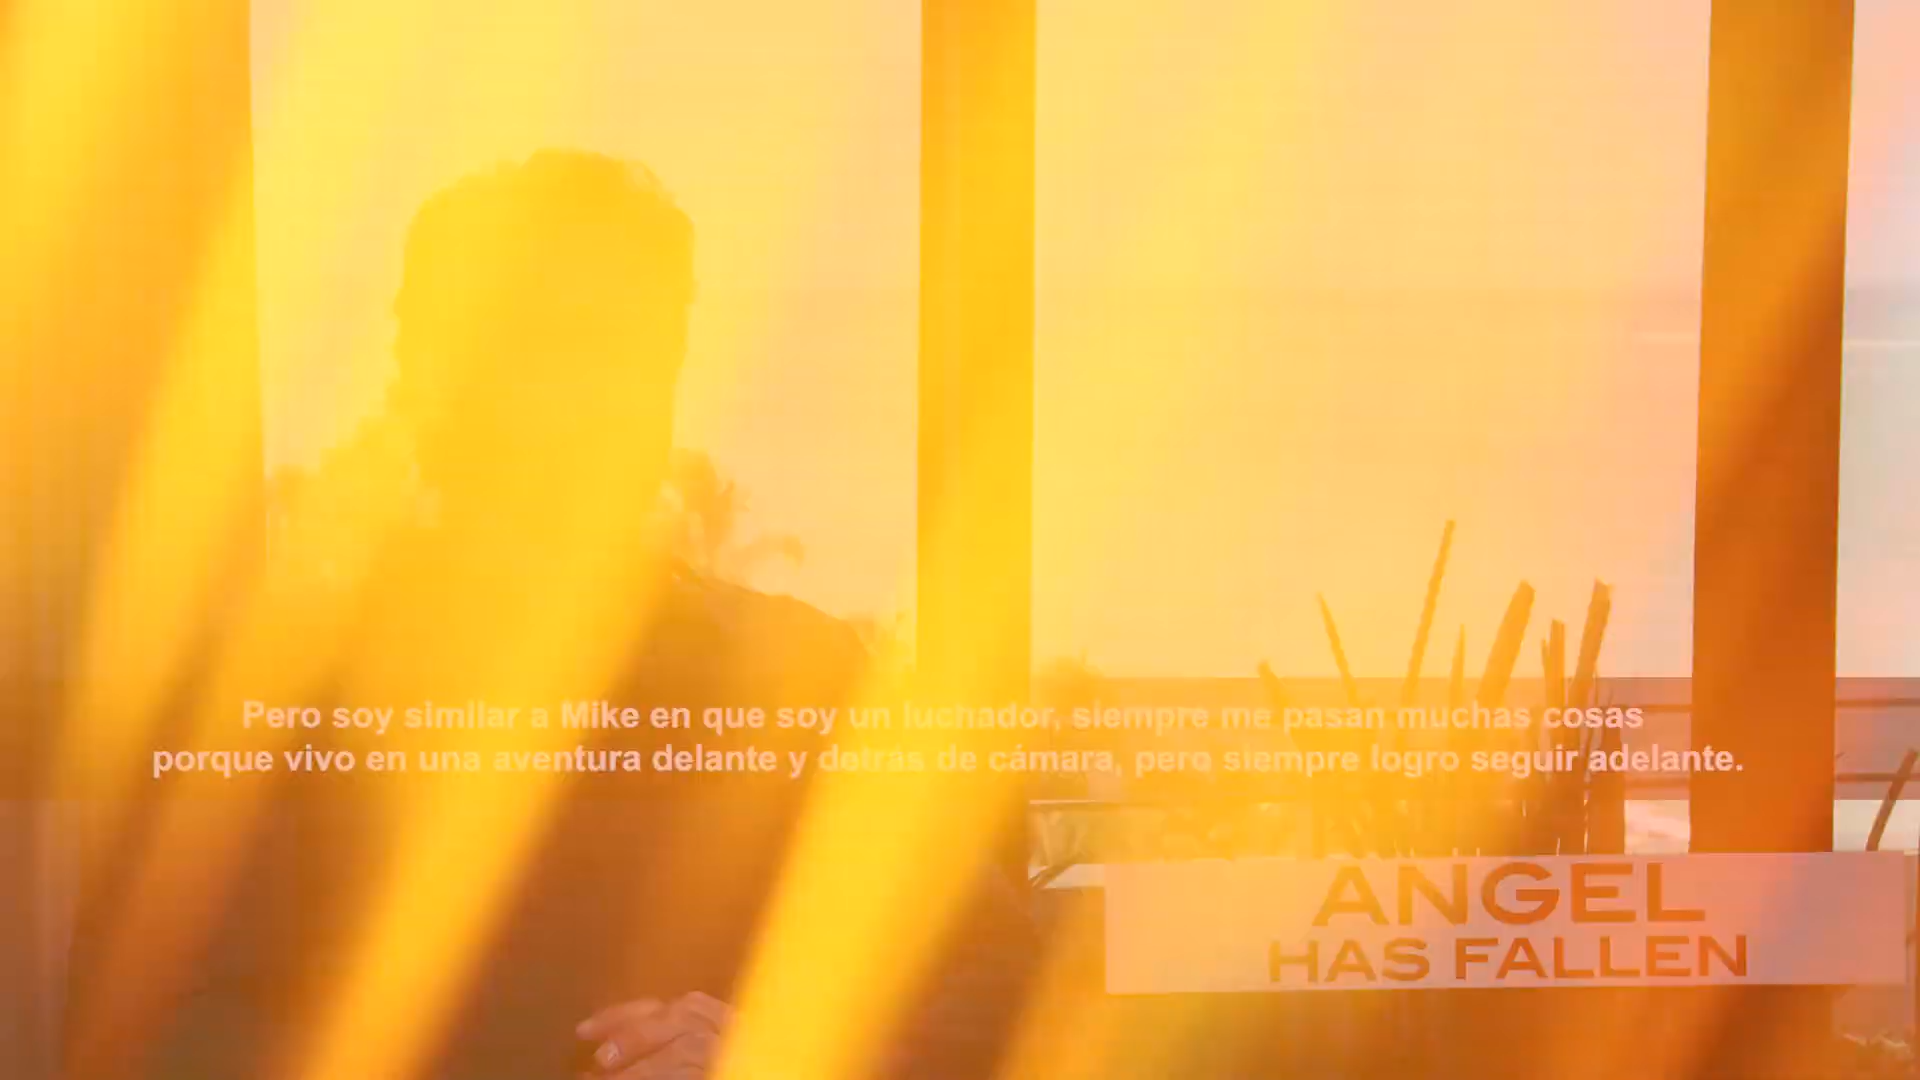 Pero soy similar a Mike en que soy un luchador, siempre me pasan muchas cosas
porque vivo en una aventura delante y detrás de cámara, pero siempre logro seguir adelante.
ANGEL
HAS FALLEN